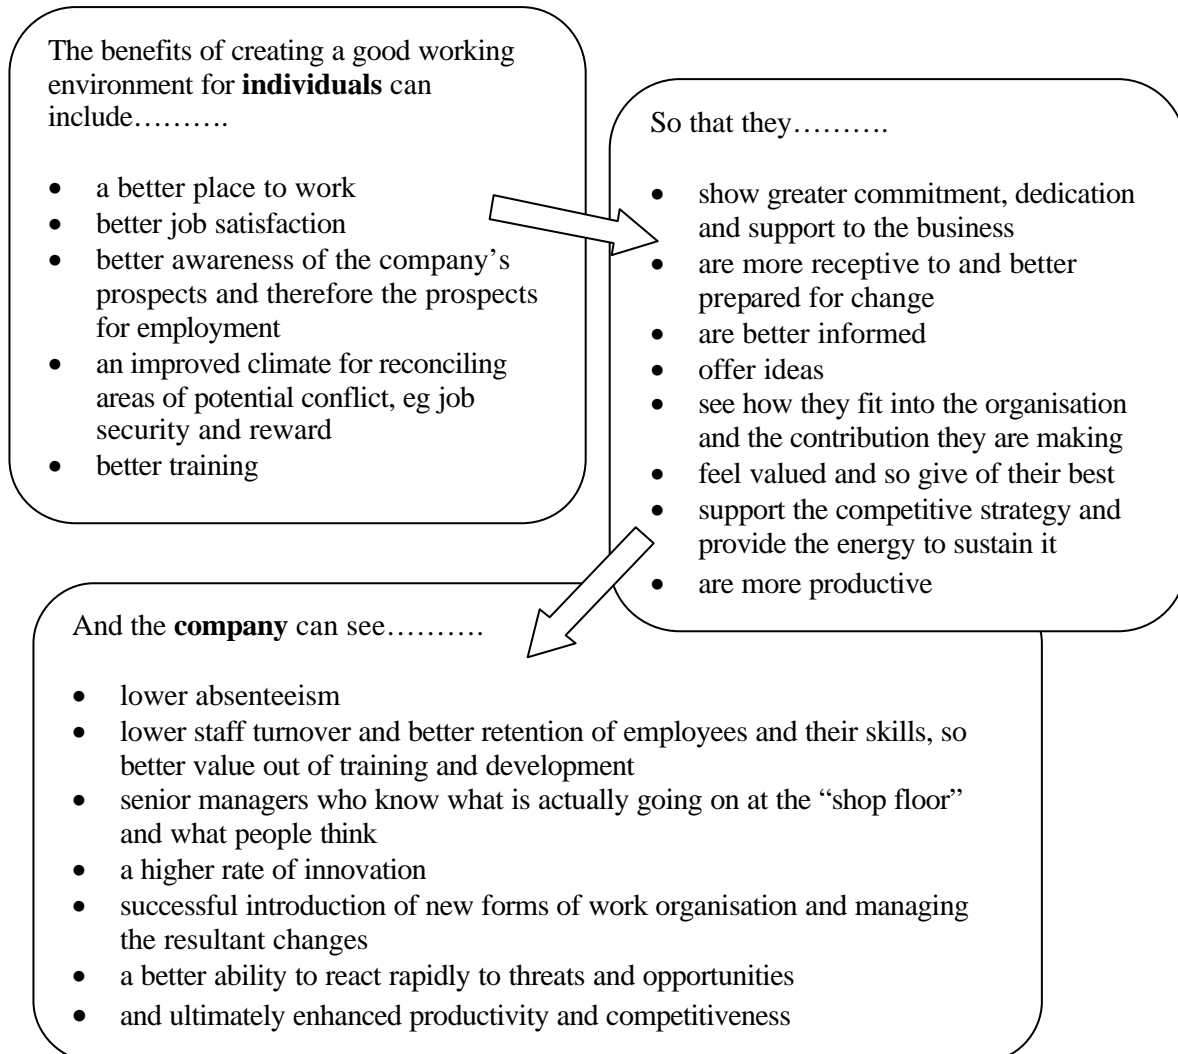 The benefits of creating a good working
environment for individuals can
include……….
• a better place to work
• better job satisfaction
• better awareness of the company’s
prospects and therefore the prospects
for employment
• an improved climate for reconciling
areas of potential conflict, eg job
security and reward
• better training
So that they……….
• show greater commitment, dedication
and support to the business
• are more receptive to and better
prepared for change
• are better informed
• offer ideas
• see how they fit into the organisation
and the contribution they are making
• feel valued and so give of their best
• support the competitive strategy and
provide the energy to sustain it
• are more productive
And the company can see……….
• lower absenteeism
• lower staff turnover and better retention of employees and their skills, so
better value out of training and development
• senior managers who know what is actually going on at the “shop floor”
and what people think
• a higher rate of innovation
• successful introduction of new forms of work organisation and managing
the resultant changes
• a better ability to react rapidly to threats and opportunities
• and ultimately enhanced productivity and competitiveness